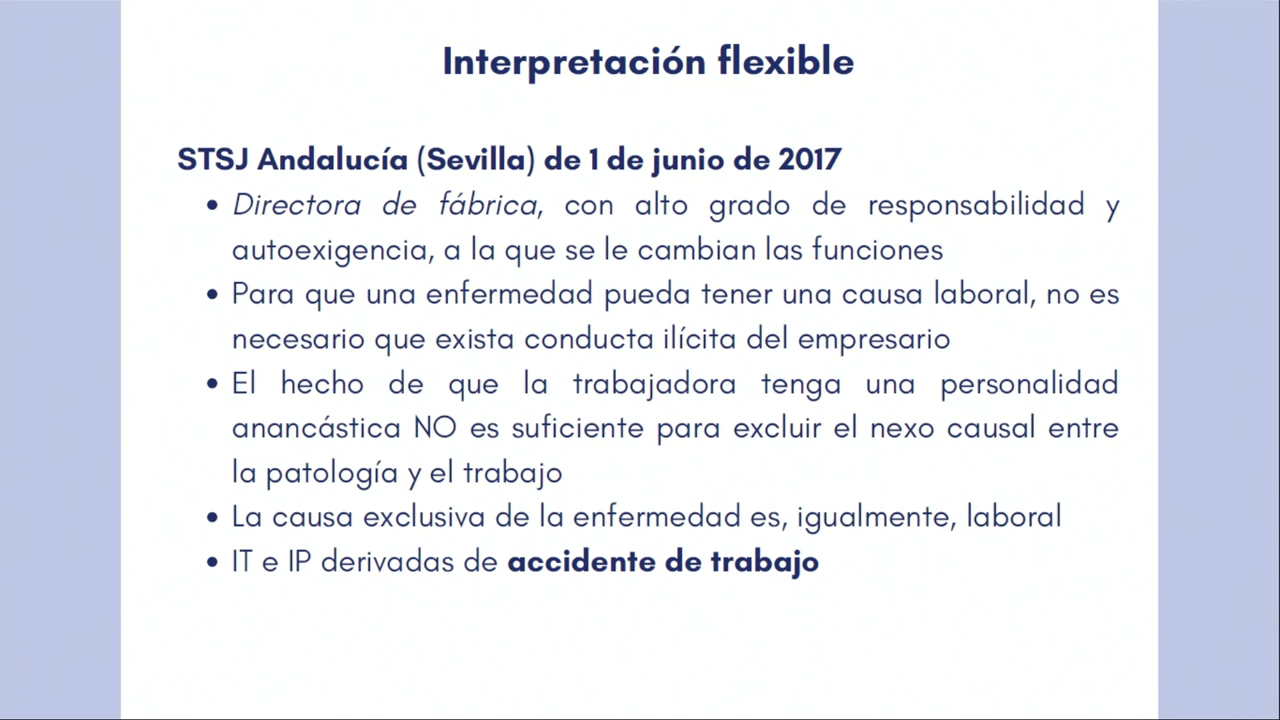 Interpretación flexible
STSJ Andalucía (Sevilla) de 1 de junio de 2017
• Directora de fábrica, con alto grado de responsabilidad y
autoexigencia, a la que se le cambian las funciones
• Para que una enfermedad pueda tener una causa laboral, no es
necesario que exista conducta ilícita del empresario
• El hecho de que la trabajadora tenga una personalidad
anancástica NO es suficiente para excluir el nexo causal entre
la patología y el trabajo
• La causa exclusiva de la enfermedad es, igualmente, laboral
• IT e IP derivadas de accidente de trabajo